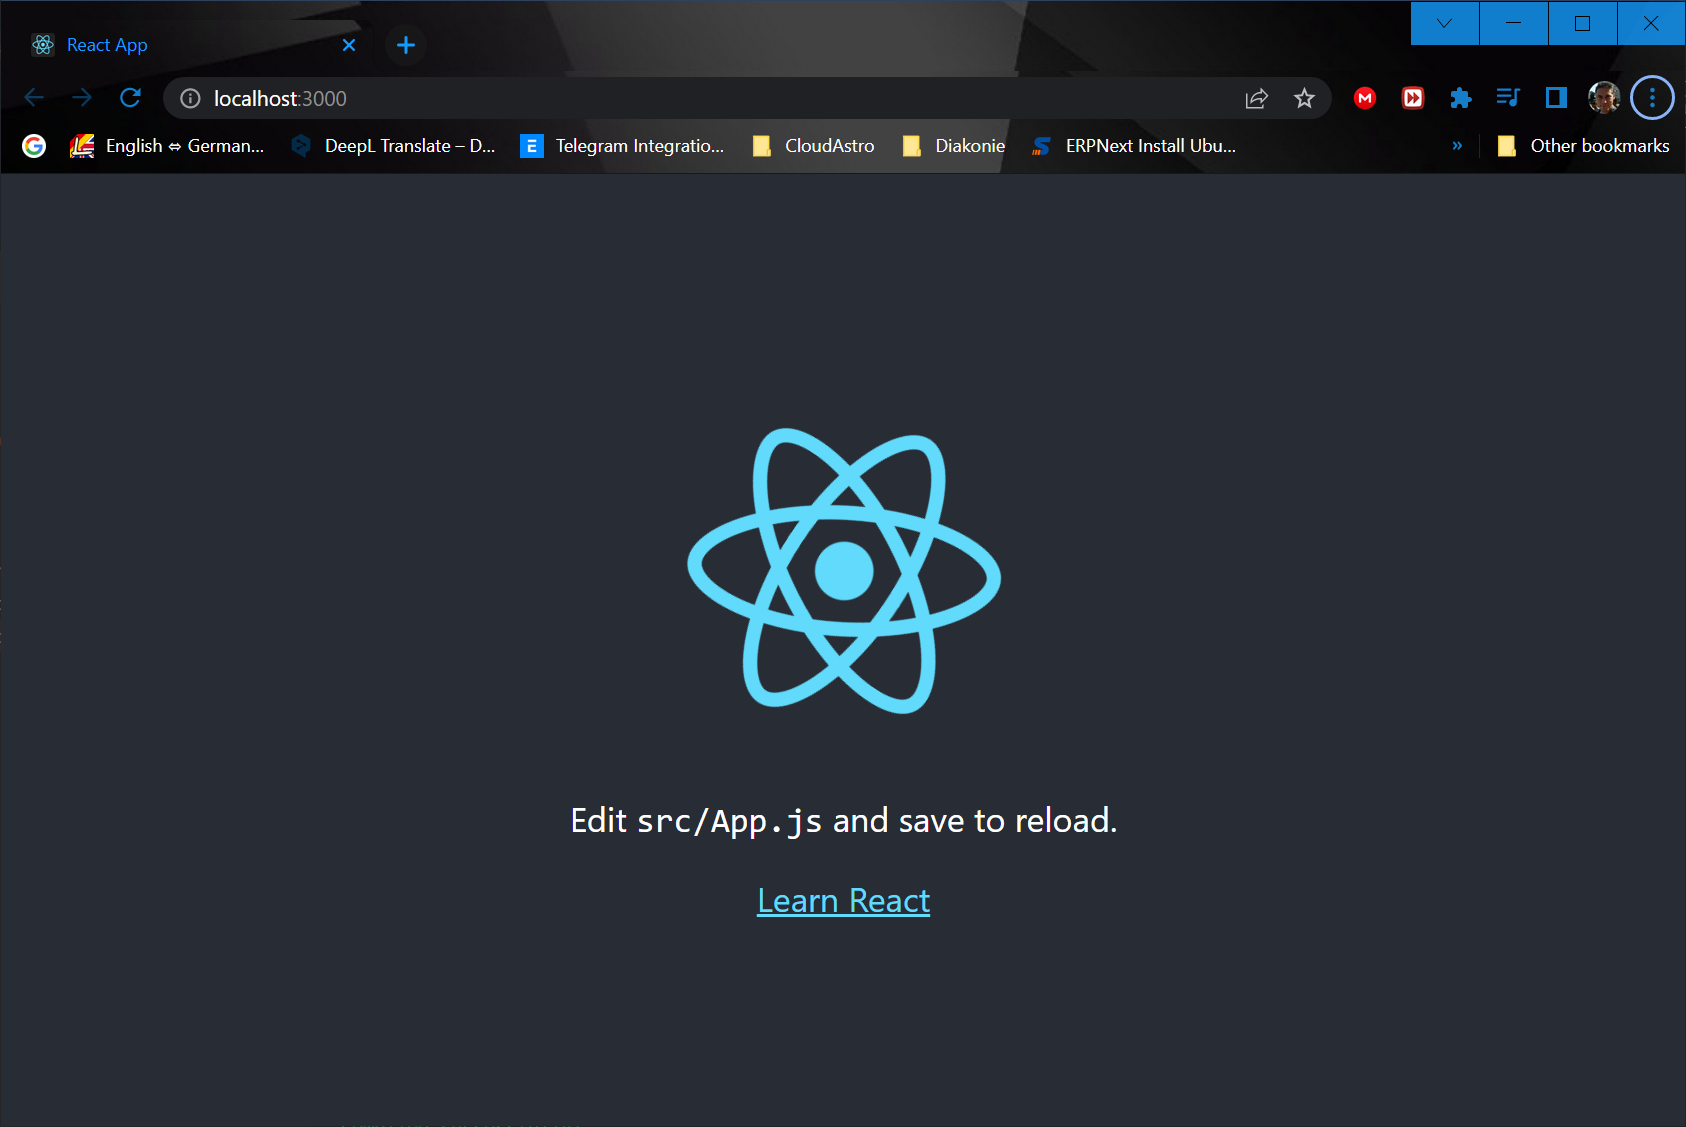 React App
localhost:3000
English ⇔ German... DeepL Translate – D... Telegram Integratio... CloudAstro Diakonie ERPNext Install Ubu... » Other bookmarks
Edit src/App.js and save to reload.
Learn React